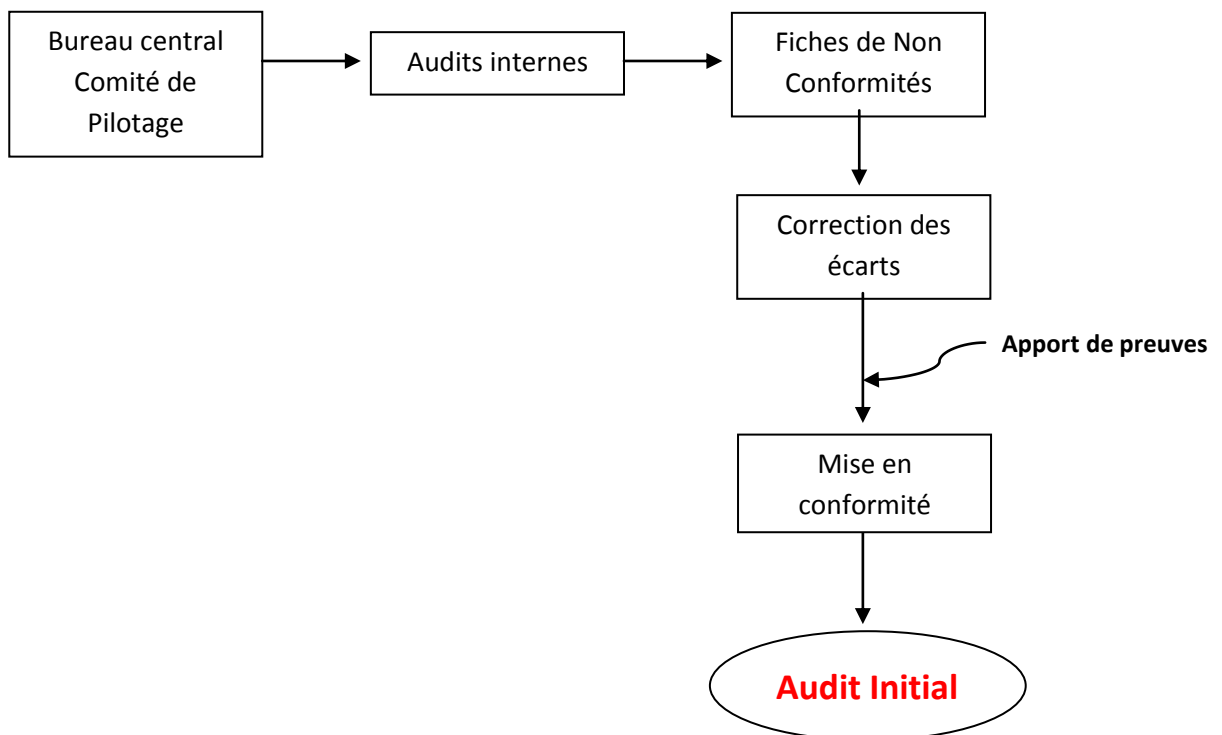 Bureau central
Comité de
Pilotage
Audits internes
Fiches de Non
Conformités
Correction des
écarts
Apport de preuves
Mise en
conformité
Audit Initial